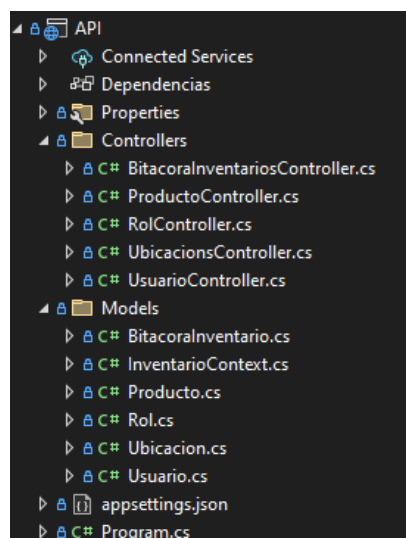 API
Connected Services
Dependencias
Properties
Controllers
C# BitacoraInventariosController.cs
C# ProductoController.cs
C# RolController.cs
C# UbicacionsController.cs
C# UsuarioController.cs
Models
C# BitacoraInventario.cs
C# InventarioContext.cs
C# Producto.cs
C# Rol.cs
C# Ubicacion.cs
C# Usuario.cs
appsettings.json
C# Program.cs